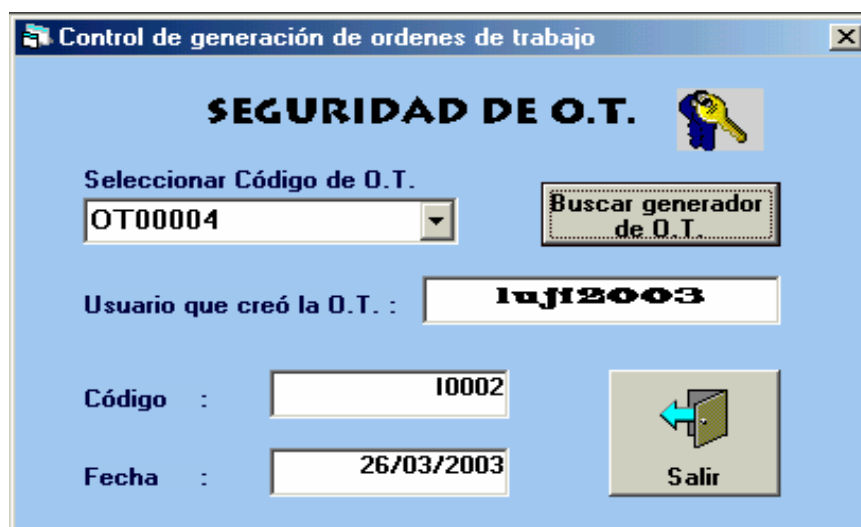 Control de generación de ordenes de trabajo
SEGURIDAD DE O.T.
Seleccionar Código de O.T.
OT00004
Buscar generador
de O.T.
Usuario que creó la O.T. :
lujf2003
Código :
I0002
Fecha :
26/03/2003
Salir